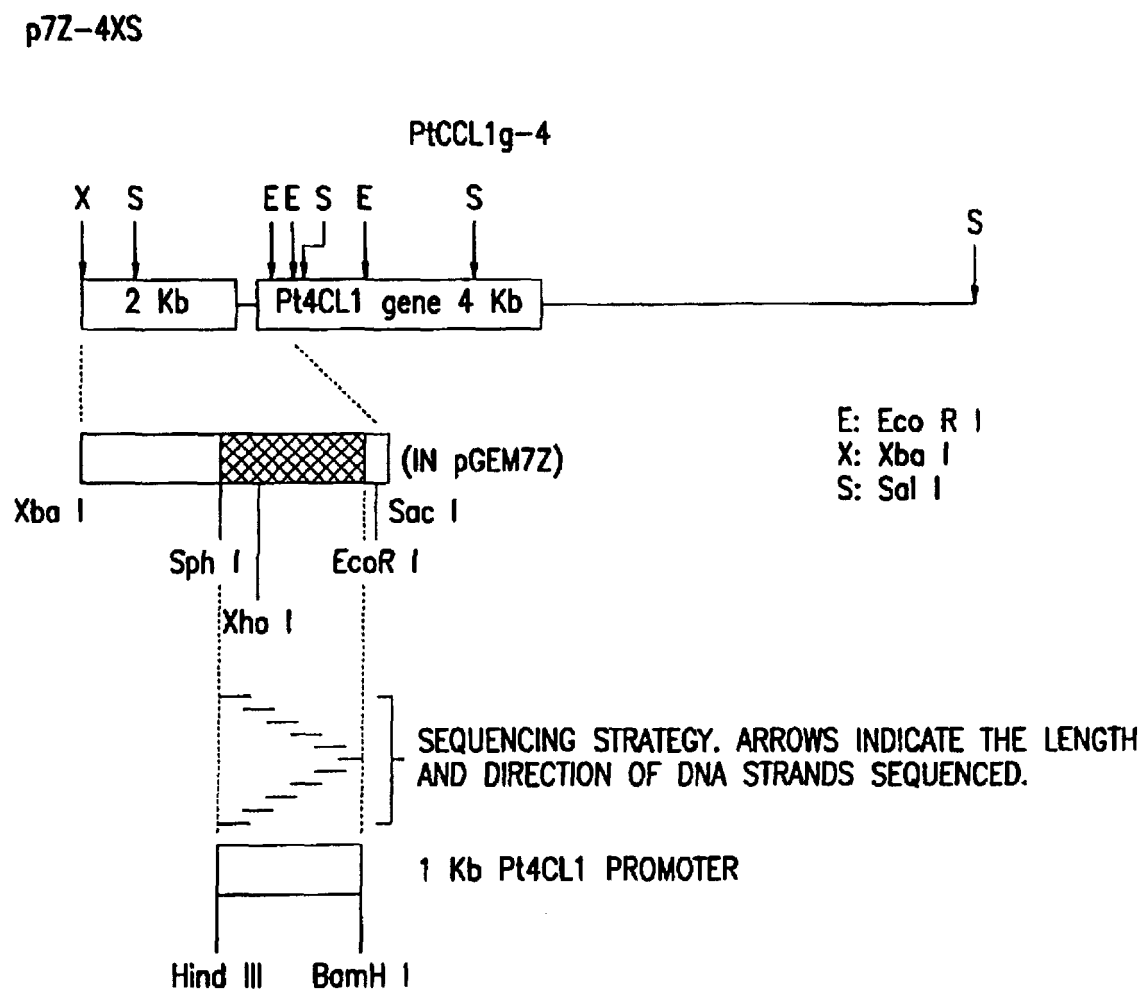 p7Z-4XS
PtCCL1g-4
X S E E S E S S
2 Kb Pt4CL1 gene 4 Kb
E: Eco R I
X: Xba I
S: Sal I
(IN pGEM7Z)
Xba I Sac I
Sph I EcoR I
Xho I
SEQUENCING STRATEGY. ARROWS INDICATE THE LENGTH
AND DIRECTION OF DNA STRANDS SEQUENCED.
1 Kb Pt4CL1 PROMOTER
Hind III BamH I